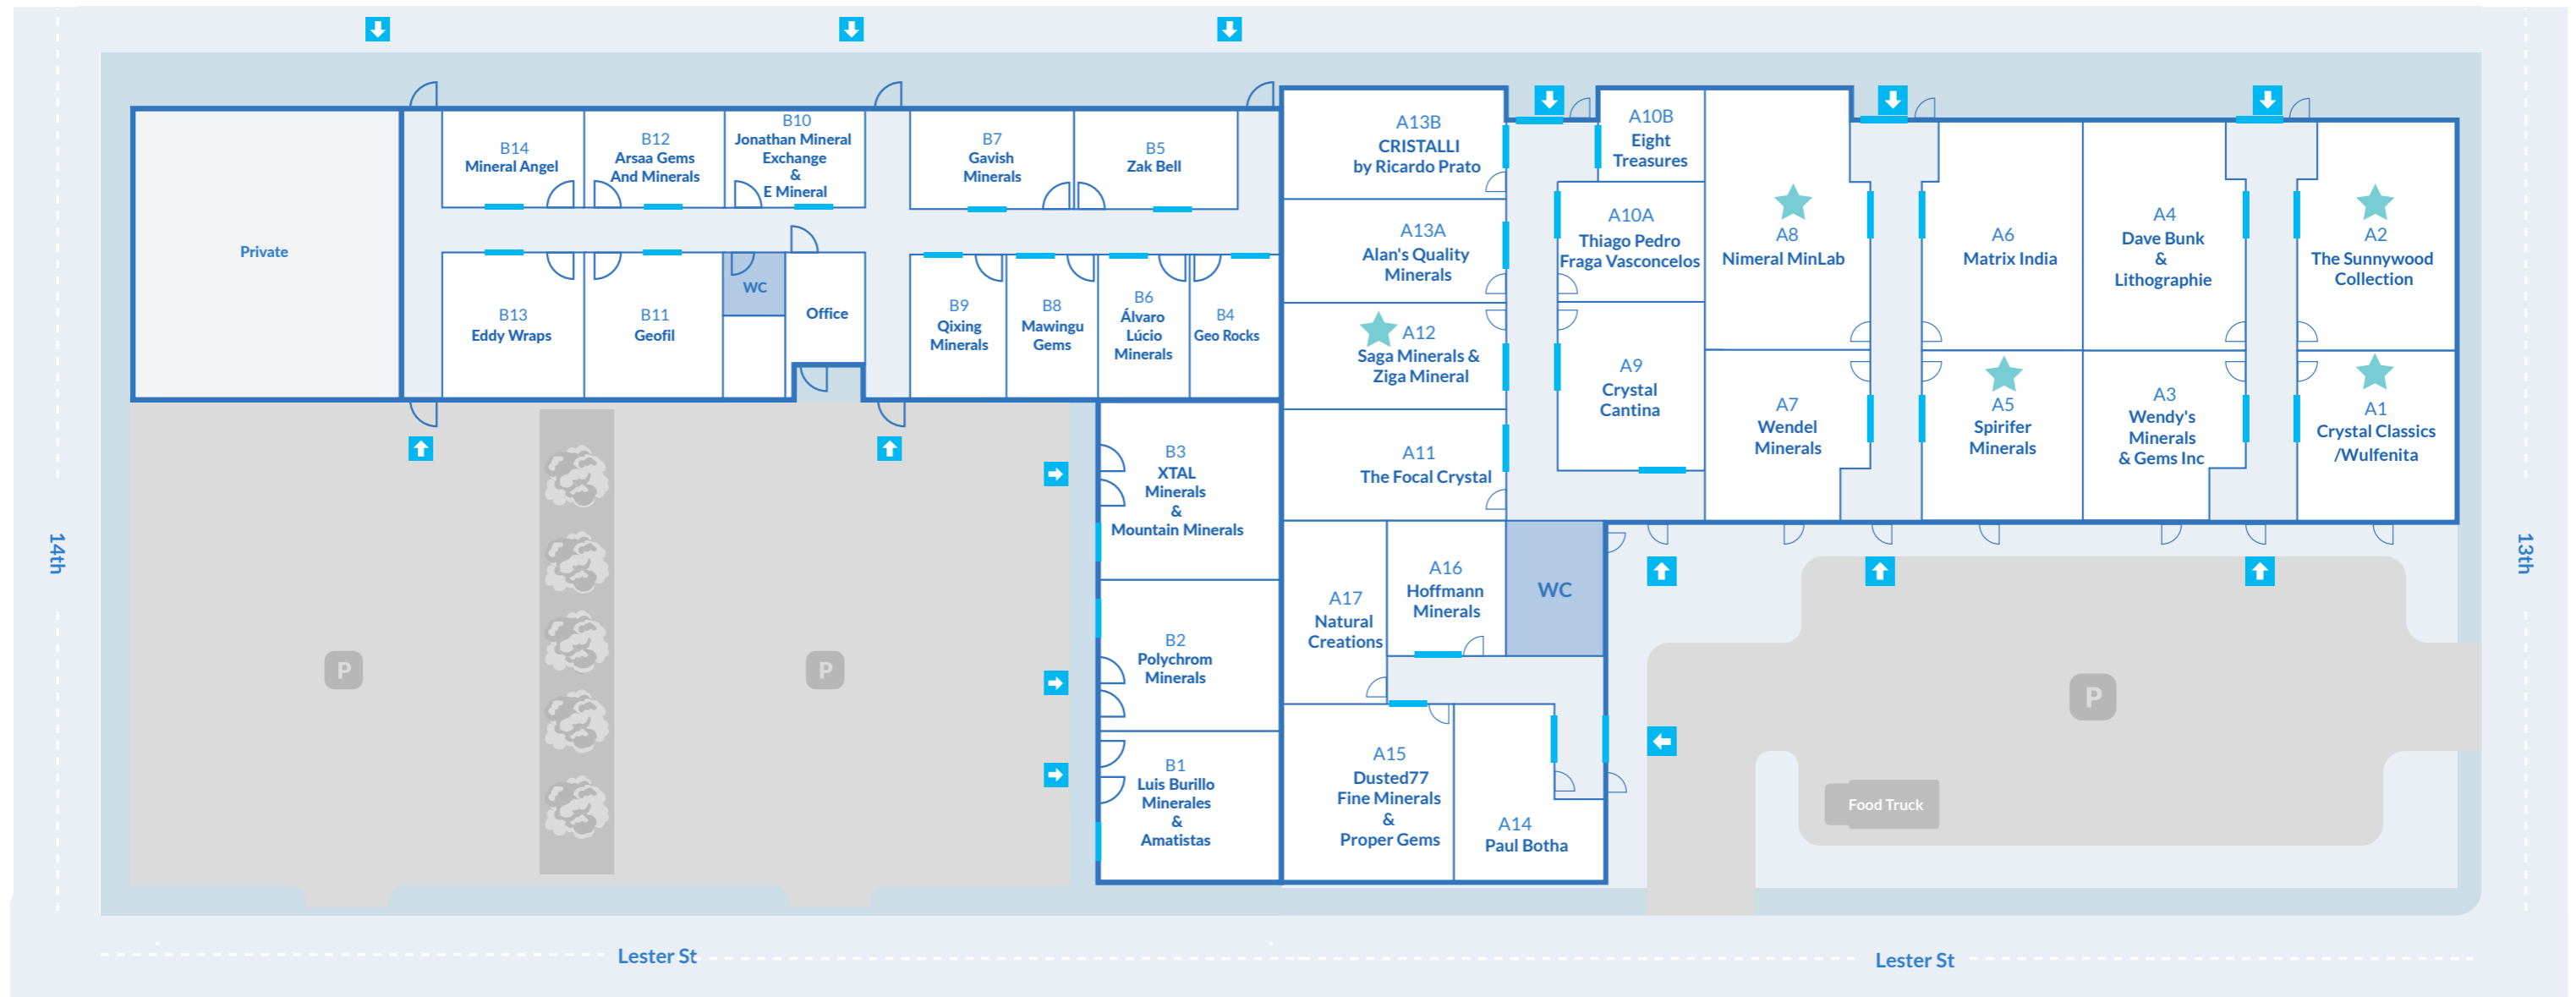 B14
Mineral Angel
B12
Arsaa Gems
And Minerals
B10
Jonathan Mineral
Exchange
&
E Mineral
B7
Gavish
Minerals
B5
Zak Bell
A13B
CRISTALLI
by Ricardo Prato
A10B
Eight
Treasures
Private
B13
Eddy Wraps
B11
Geofil
WC
Office
B9
Qixing
Minerals
B8
Mawingu
Gems
B6
Álvaro
Lúcio
Minerals
B4
Geo Rocks
A13A
Alan's Quality
Minerals
A10A
Thiago Pedro
Fraga Vasconcelos
A8
Nimeral MinLab
A6
Matrix India
A4
Dave Bunk
&
Lithographie
A2
The Sunnywood
Collection
A12
Saga Minerals &
Ziga Mineral
A9
Crystal
Cantina
A7
Wendel
Minerals
A5
Spirifer
Minerals
A3
Wendy's
Minerals
& Gems Inc
A1
Crystal Classics
/Wulfenita
B3
XTAL
Minerals
&
Mountain Minerals
A11
The Focal Crystal
14th
13th
A17
Natural
Creations
A16
Hoffmann
Minerals
WC
B2
Polychrom
Minerals
P
P
P
B1
Luis Burillo
Minerales
&
Amatistas
A15
Dusted77
Fine Minerals
&
Proper Gems
A14
Paul Botha
Food Truck
Lester St
Lester St